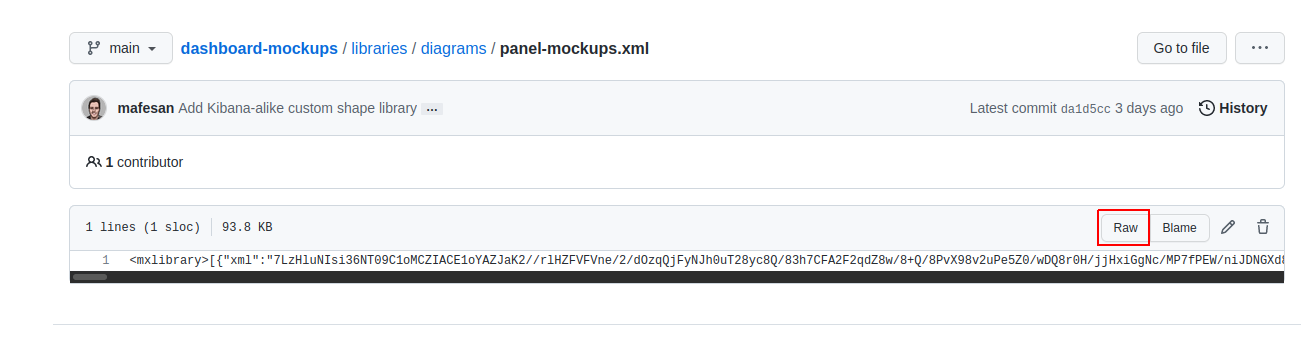 main dashboard-mockups / libraries / diagrams / panel-mockups.xml Go to file ...
mafesan Add Kibana-alike custom shape library ... Latest commit da1d5cc 3 days ago History
1 contributor
1 lines (1 sloc) 93.8 KB Raw Blame
1 <mxlibrary>[{"xml":"7LzHluNIsi36NT09C1oMCZIACE1oYAZJaK2//rlHZFVFVne/2/dOzqQjFyNJh0uT28yc8Q/83h7CFA2F2qdZ8w/8+Q/8PvX98v2uPe5Z0/wDQ8r0H/jjHxiGgNc/MP7fPEW/niJDNGXd8